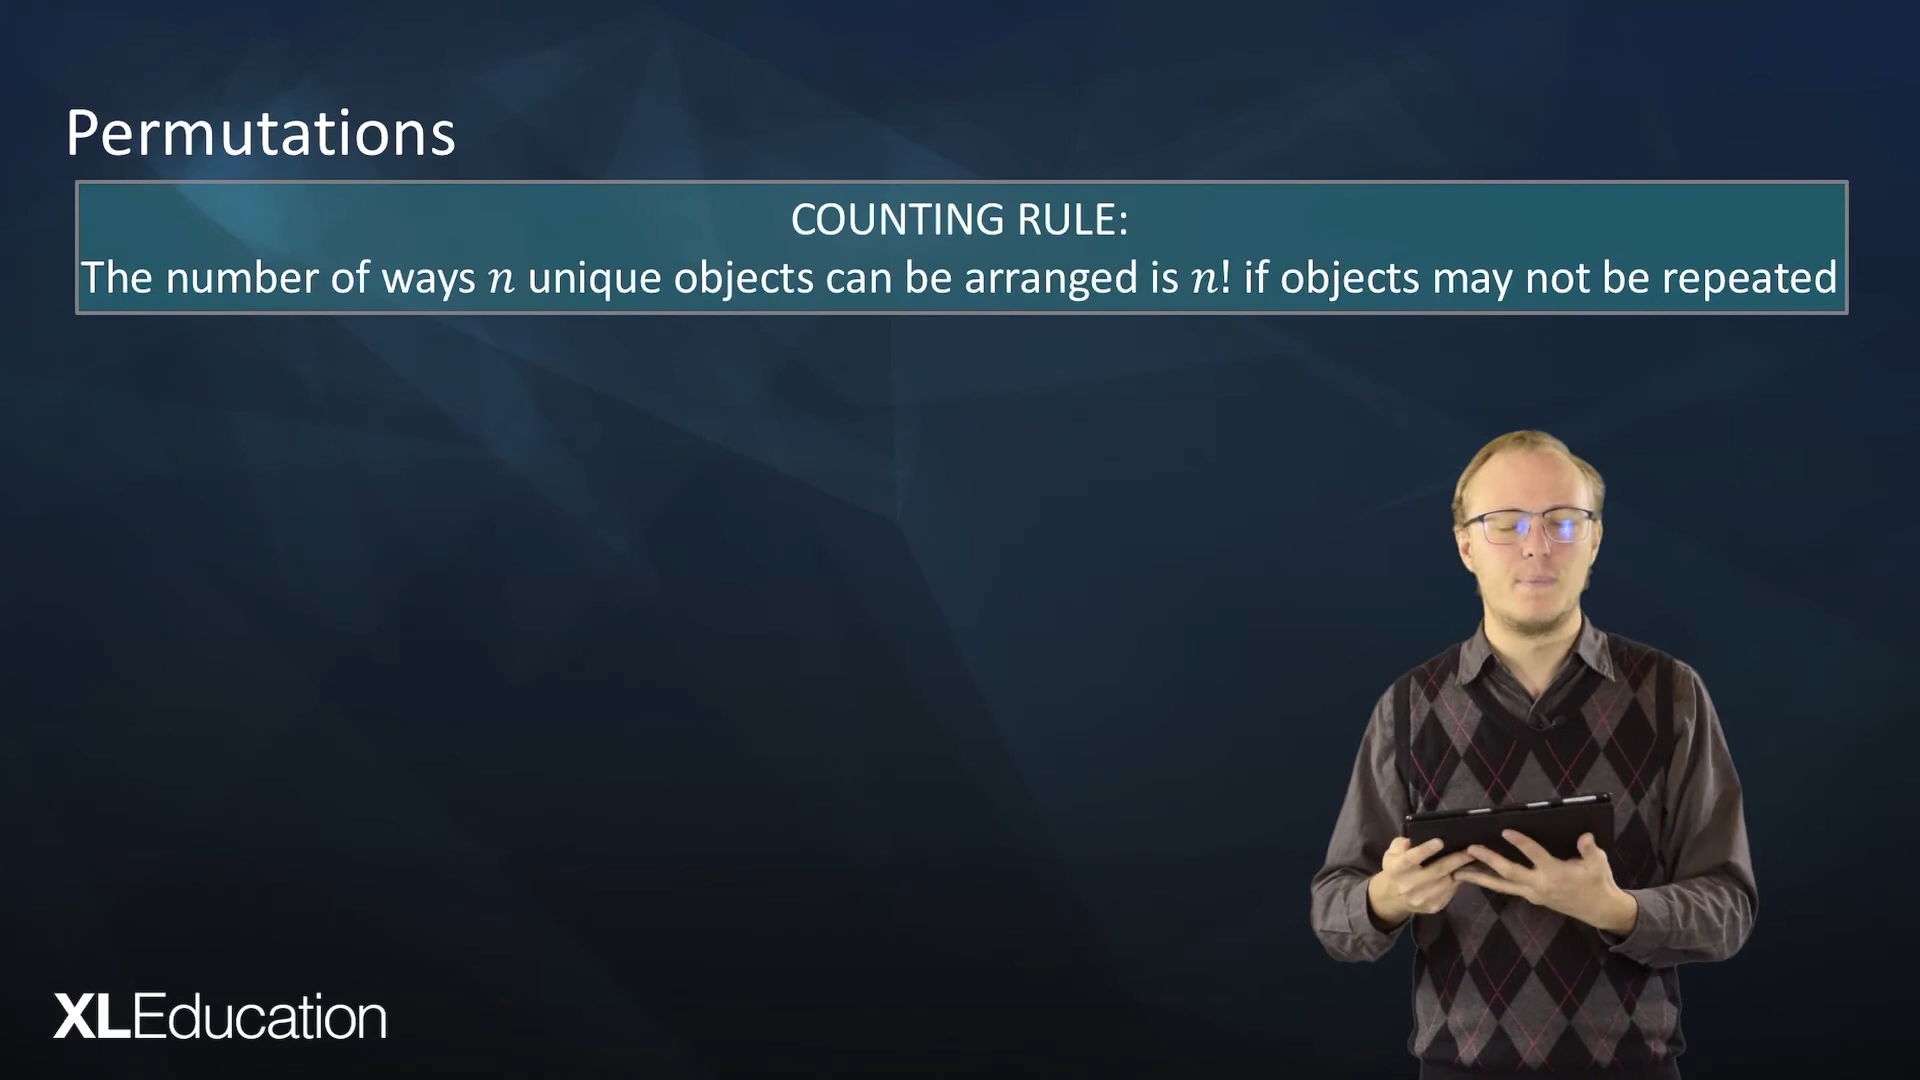 Permutations
COUNTING RULE:
The number of ways n unique objects can be arranged is n! if objects may not be repeated
XLEducation